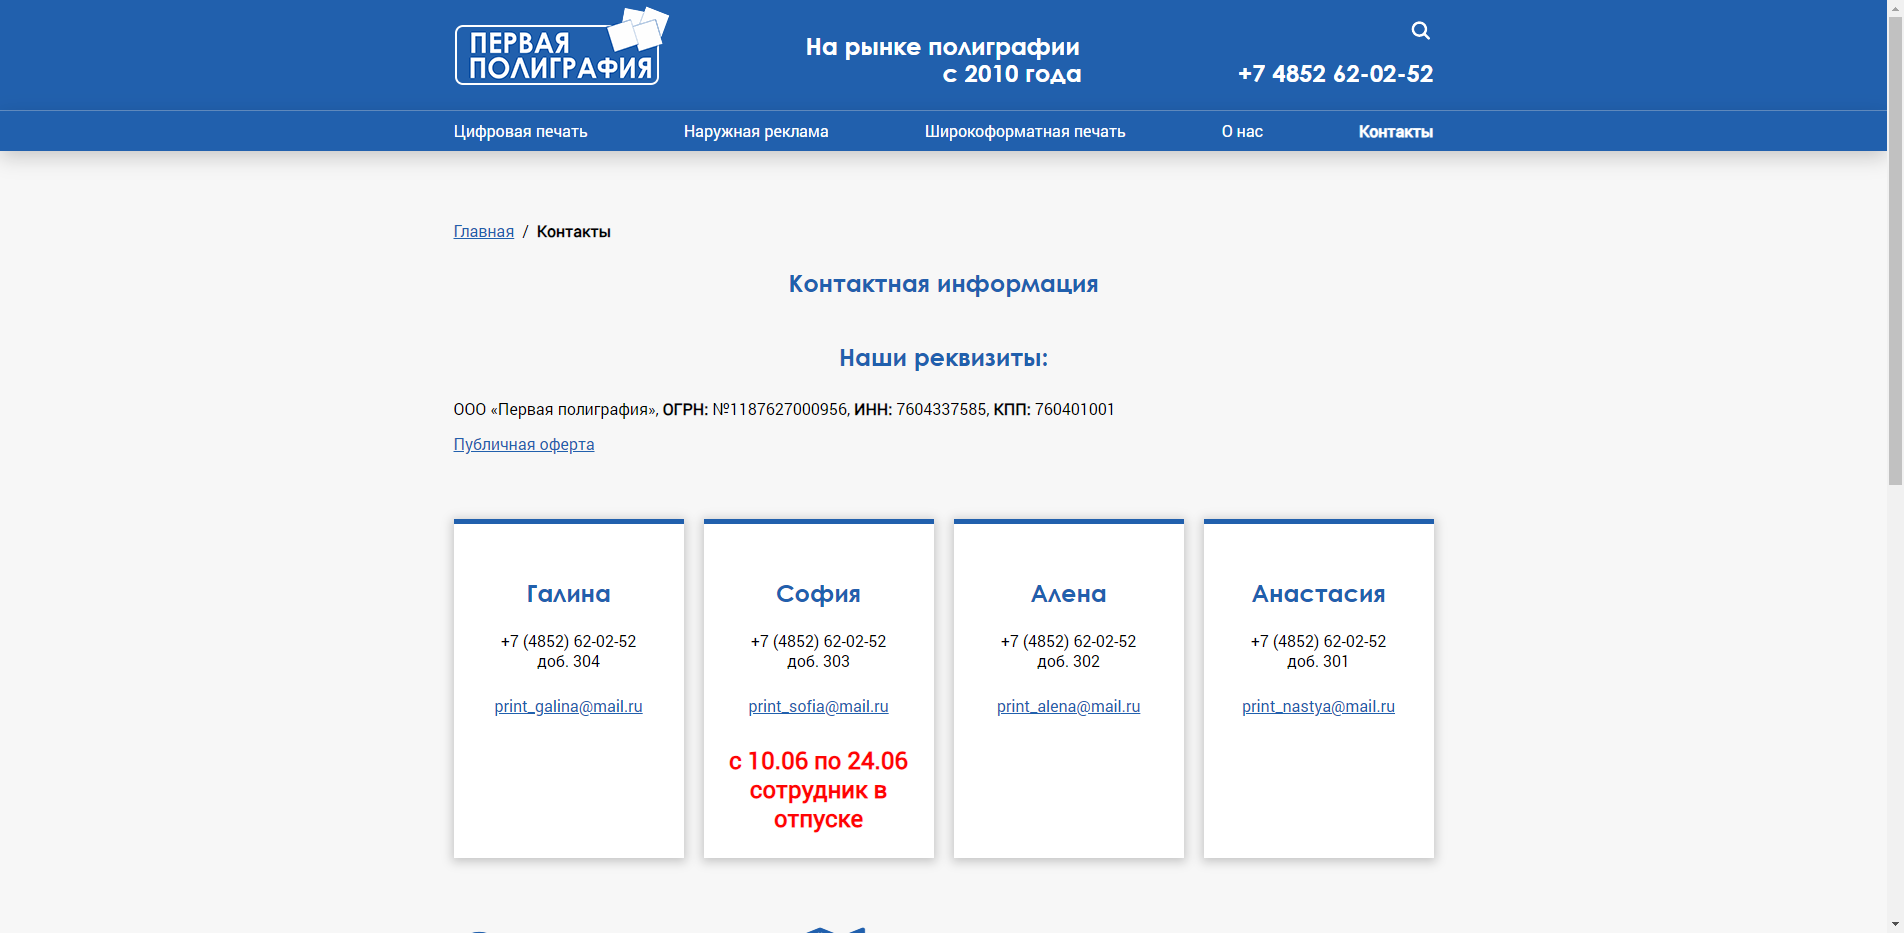 ПЕРВАЯ
ПОЛИГРАФИЯ
На рынке полиграфии
с 2010 года
+7 4852 62-02-52
Цифровая печать
Наружная реклама
Широкоформатная печать
О нас
Контакты
Главная / Контакты
Контактная информация
Наши реквизиты:
ООО «Первая полиграфия», ОГРН: №1187627000956, ИНН: 7604337585, КПП: 760401001
Публичная оферта
Галина
+7 (4852) 62-02-52
доб. 304
print_galina@mail.ru
София
+7 (4852) 62-02-52
доб. 303
print_sofia@mail.ru
с 10.06 по 24.06
сотрудник в
отпуске
Алена
+7 (4852) 62-02-52
доб. 302
print_alena@mail.ru
Анастасия
+7 (4852) 62-02-52
доб. 301
print_nastya@mail.ru